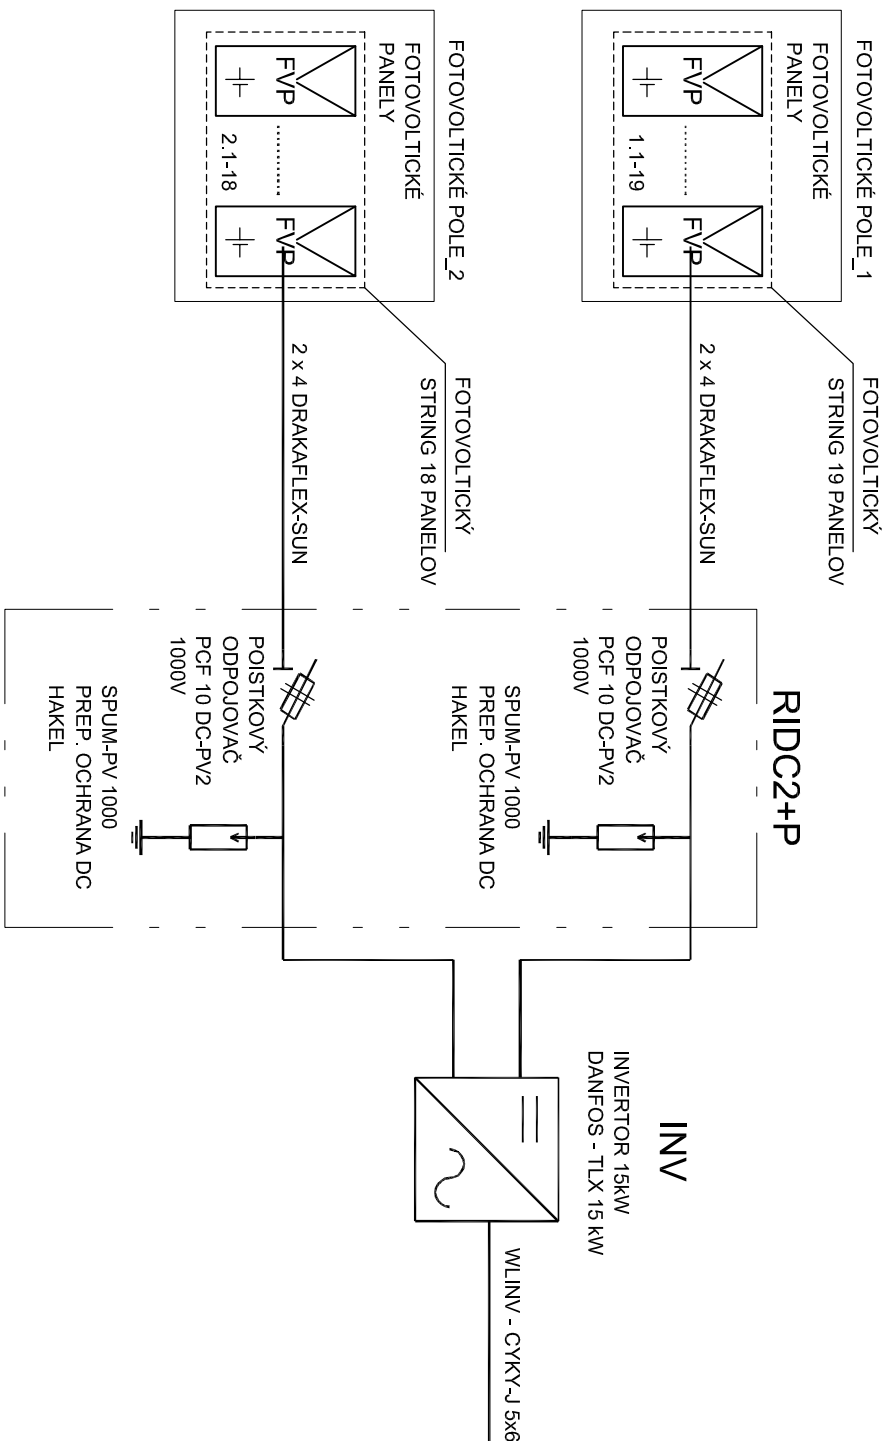 FOTOVOLTICKÉ POLE_1
FOTOVOLTICKÉ
PANELY
FVP
FVP
1.1-19
FOTOVOLTICKÝ
STRING 19 PANELOV
2 x 4 DRAKAFLEX-SUN
RIDC2+P
POISTKOVÝ
ODPOJOVAČ
PCF 10 DC-PV2
1000V
SPUM-PV 1000
PREP. OCHRANA DC
HAKEL
INV
INVERTOR 15kW
DANFOS - TLX 15 kW
WLINV - CYKY-J 5x6
FOTOVOLTICKÉ POLE_2
FOTOVOLTICKÉ
PANELY
FVP
FVP
2.1-18
FOTOVOLTICKÝ
STRING 18 PANELOV
2 x 4 DRAKAFLEX-SUN
POISTKOVÝ
ODPOJOVAČ
PCF 10 DC-PV2
1000V
SPUM-PV 1000
PREP. OCHRANA DC
HAKEL